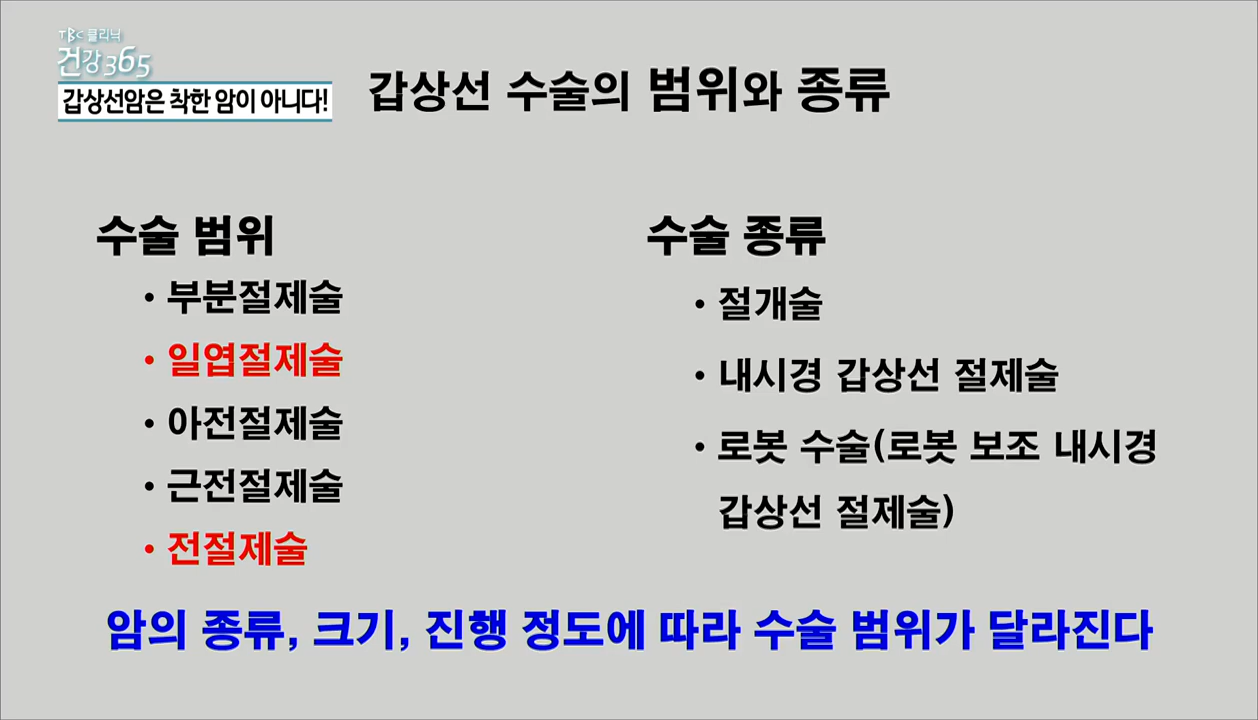 TBC 클리닉
건강365
갑상선암은 착한 암이 아니다!
갑상선 수술의 범위와 종류
수술 범위
• 부분절제술
• 일엽절제술
• 아전절제술
• 근전절제술
• 전절제술
수술 종류
• 절개술
• 내시경 갑상선 절제술
• 로봇 수술(로봇 보조 내시경
갑상선 절제술)
암의 종류, 크기, 진행 정도에 따라 수술 범위가 달라진다